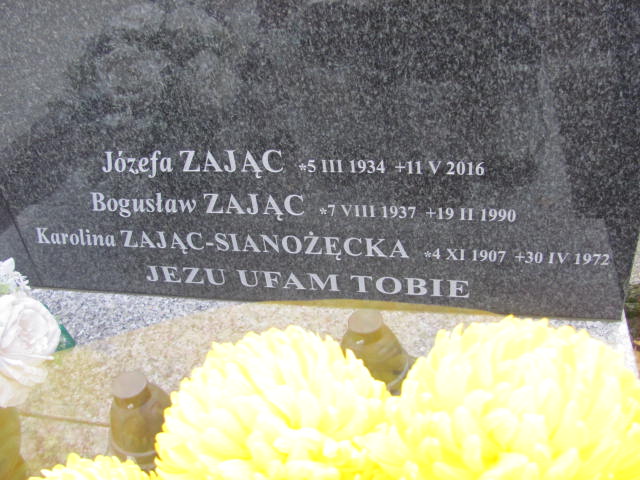 Józefa ZAJĄC *5 III 1934 +11 V 2016
Bogusław ZAJĄC *7 VIII 1937 +19 II 1990
Karolina ZAJĄC-SIANOŻĘCKA *4 XI 1907 +30 IV 1972
JEZU UFAM TOBIE